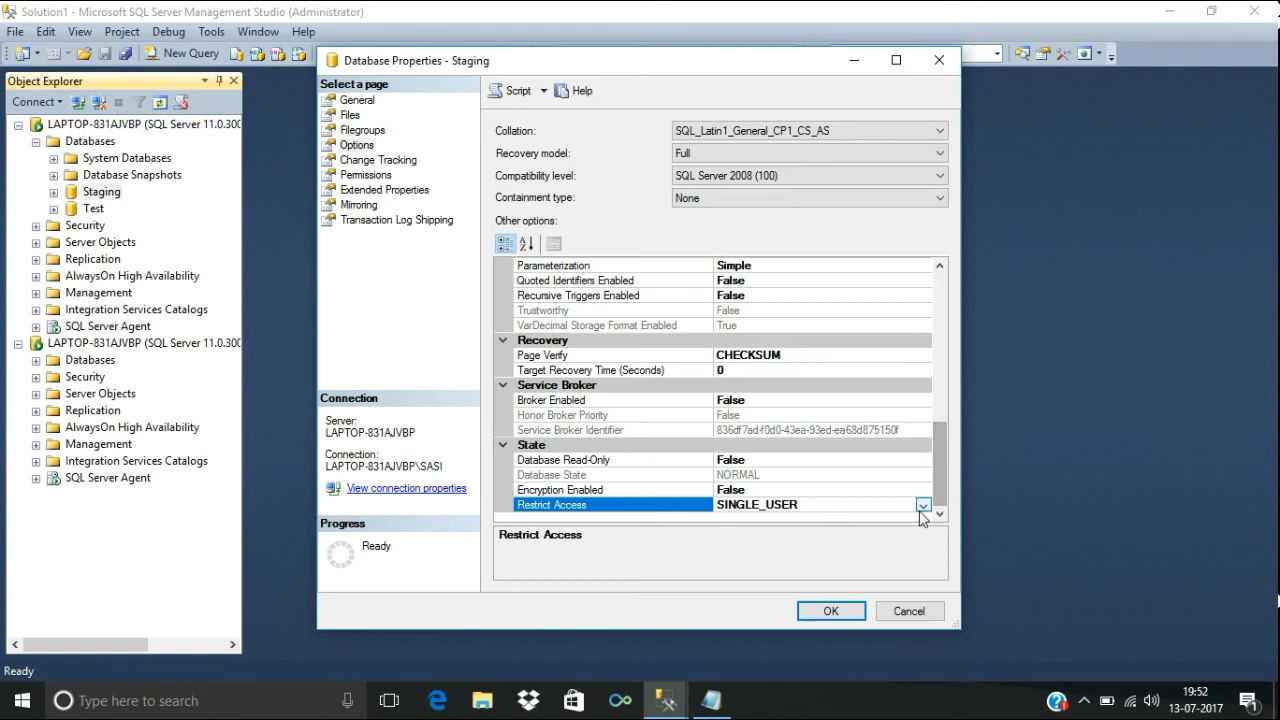 Solution1 - Microsoft SQL Server Management Studio (Administrator)
File Edit View Project Debug Tools Window Help
New Query
Object Explorer
Connect
LAPTOP-831AJVBP (SQL Server 11.0.300
Databases
System Databases
Database Snapshots
Staging
Test
Security
Server Objects
Replication
AlwaysOn High Availability
Management
Integration Services Catalogs
SQL Server Agent
LAPTOP-831AJVBP (SQL Server 11.0.300
Databases
Security
Server Objects
Replication
AlwaysOn High Availability
Management
Integration Services Catalogs
SQL Server Agent
Database Properties - Staging
Select a page
General
Files
Filegroups
Options
Change Tracking
Permissions
Extended Properties
Mirroring
Transaction Log Shipping
Connection
Server:
LAPTOP-831AJVBP
Connection:
LAPTOP-831AJVBP\SASI
View connection properties
Progress
Ready
Script Help
Collation: SQL_Latin1_General_CP1_CS_AS
Recovery model: Full
Compatibility level: SQL Server 2008 (100)
Containment type: None
Other options:
Parameterization Simple
Quoted Identifiers Enabled False
Recursive Triggers Enabled False
Trustworthy False
VarDecimal Storage Format Enabled True
Recovery
Page Verify CHECKSUM
Target Recovery Time (Seconds) 0
Service Broker
Broker Enabled False
Honor Broker Priority False
Service Broker Identifier 836df7ad-f0d0-43ea-93ed-ea68d875150f
State
Database Read-Only False
Database State NORMAL
Encryption Enabled False
Restrict Access SINGLE_USER
Restrict Access
OK Cancel
Ready
Type here to search
19:52
13-07-2017